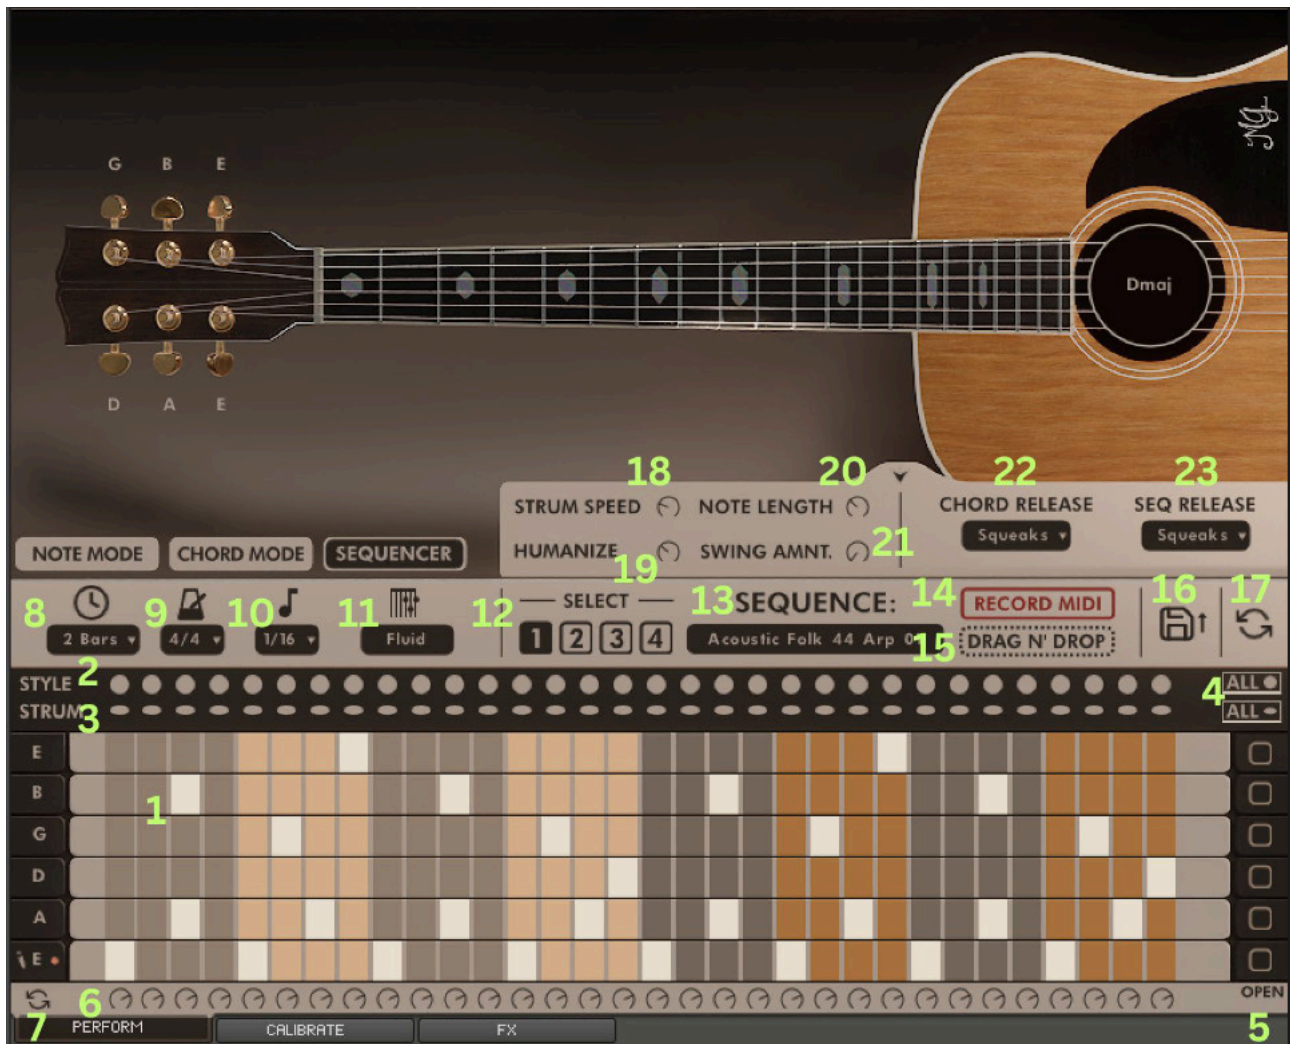 G B E
MG
Dmaj
D A E
18 20 22 23
STRUM SPEED NOTE LENGTH CHORD RELEASE SEQ RELEASE
Squeaks Squeaks
NOTE MODE CHORD MODE SEQUENCER HUMANIZE SWING AMNT. 21
19
8 9 10 11 12 SELECT 13 SEQUENCE: 14 RECORD MIDI 16 17
2 Bars 4/4 1/16 Fluid 1 2 3 4 Acoustic Folk 44 Arp 0 15 DRAG N' DROP
STYLE 2 4 ALL
STRUM 3 ALL
E
B
1
G
D
A
E
6 OPEN
7 PERFORM CALIBRATE FX 5